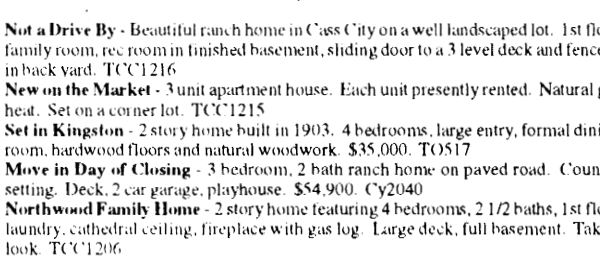 Not a Drive By - Beautiful ranch home in Cass City on a well landscaped lot. 1st flo
family room, rec room in finished basement, sliding door to a 3 level deck and fence
in back yard. TCC1216
New on the Market - 3 unit apartment house. Each unit presently rented. Natural g
heat. Set on a corner lot. TCC1215
Set in Kingston - 2 story home built in 1903. 4 bedrooms, large entry, formal dini
room, hardwood floors and natural woodwork. $35,000. TO517
Move in Day of Closing - 3 bedroom, 2 bath ranch home on paved road. Coun
setting. Deck, 2 car garage, playhouse. $54,900. Cy2040
Northwood Family Home - 2 story home featuring 4 bedrooms, 2 1/2 baths, 1st flo
laundry, cathedral ceiling, fireplace with gas log. Large deck, full basement. Tak
look. TCC1206